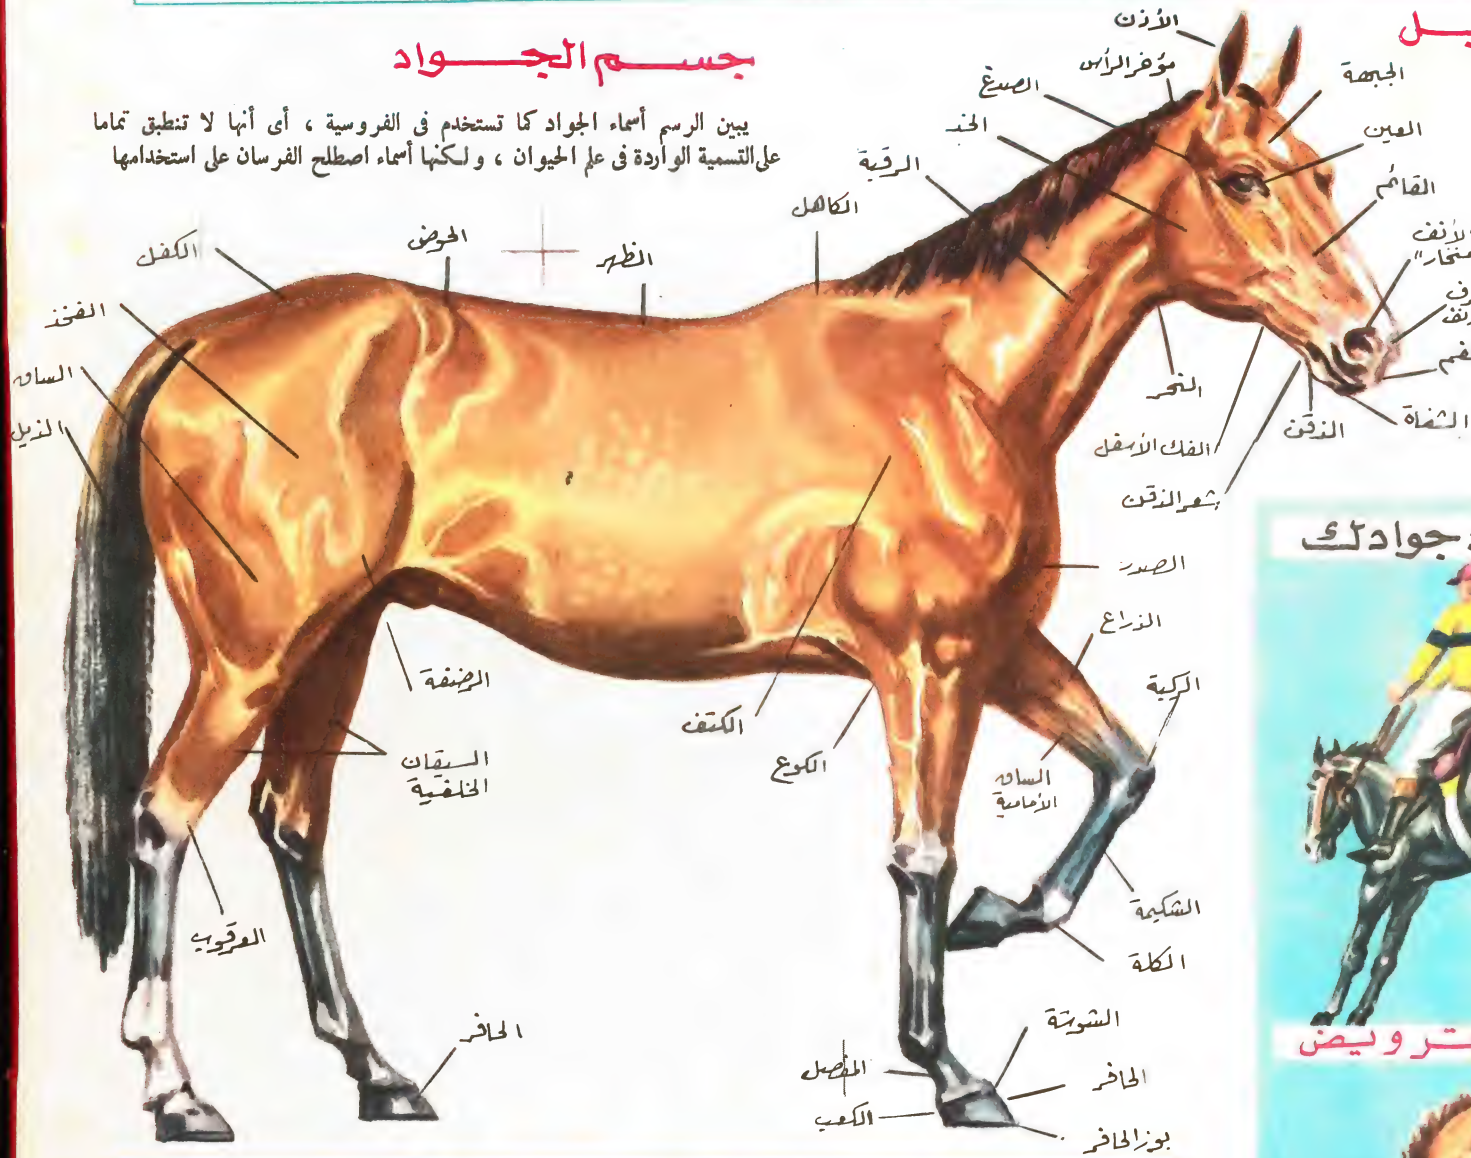 جسم الجواد
يبين الرسم أسماء الجواد كما تستخدم فى الفروسية ، أى أنها لا تنطبق تماما
على التسمية الواردة فى علم الحيوان ، ولكنها أسماء اصطلح الفرسان على استخدامها
الأذن
مؤخر الرأس
الصدغ
الخد
الرقبة
الكاهل
الظهر
الحوض
الكفل
الفخذ
الساق
الذيل
الجبهة
العين
القائم
الأنف
"منخار"
الشفاة
الذقن
النحر
الفك الأسفل
شعر الذقن
الصدر
الذراع
الركبة
الساق
الأمامية
الكتف
الكوع
الرضفة
السيقان
الخلفية
العرقوب
الحافر
الشكيمة
الكلة
الشوتة
المفصل
الحافر
الكعب
بوز الحافر
جوادك
ترويض